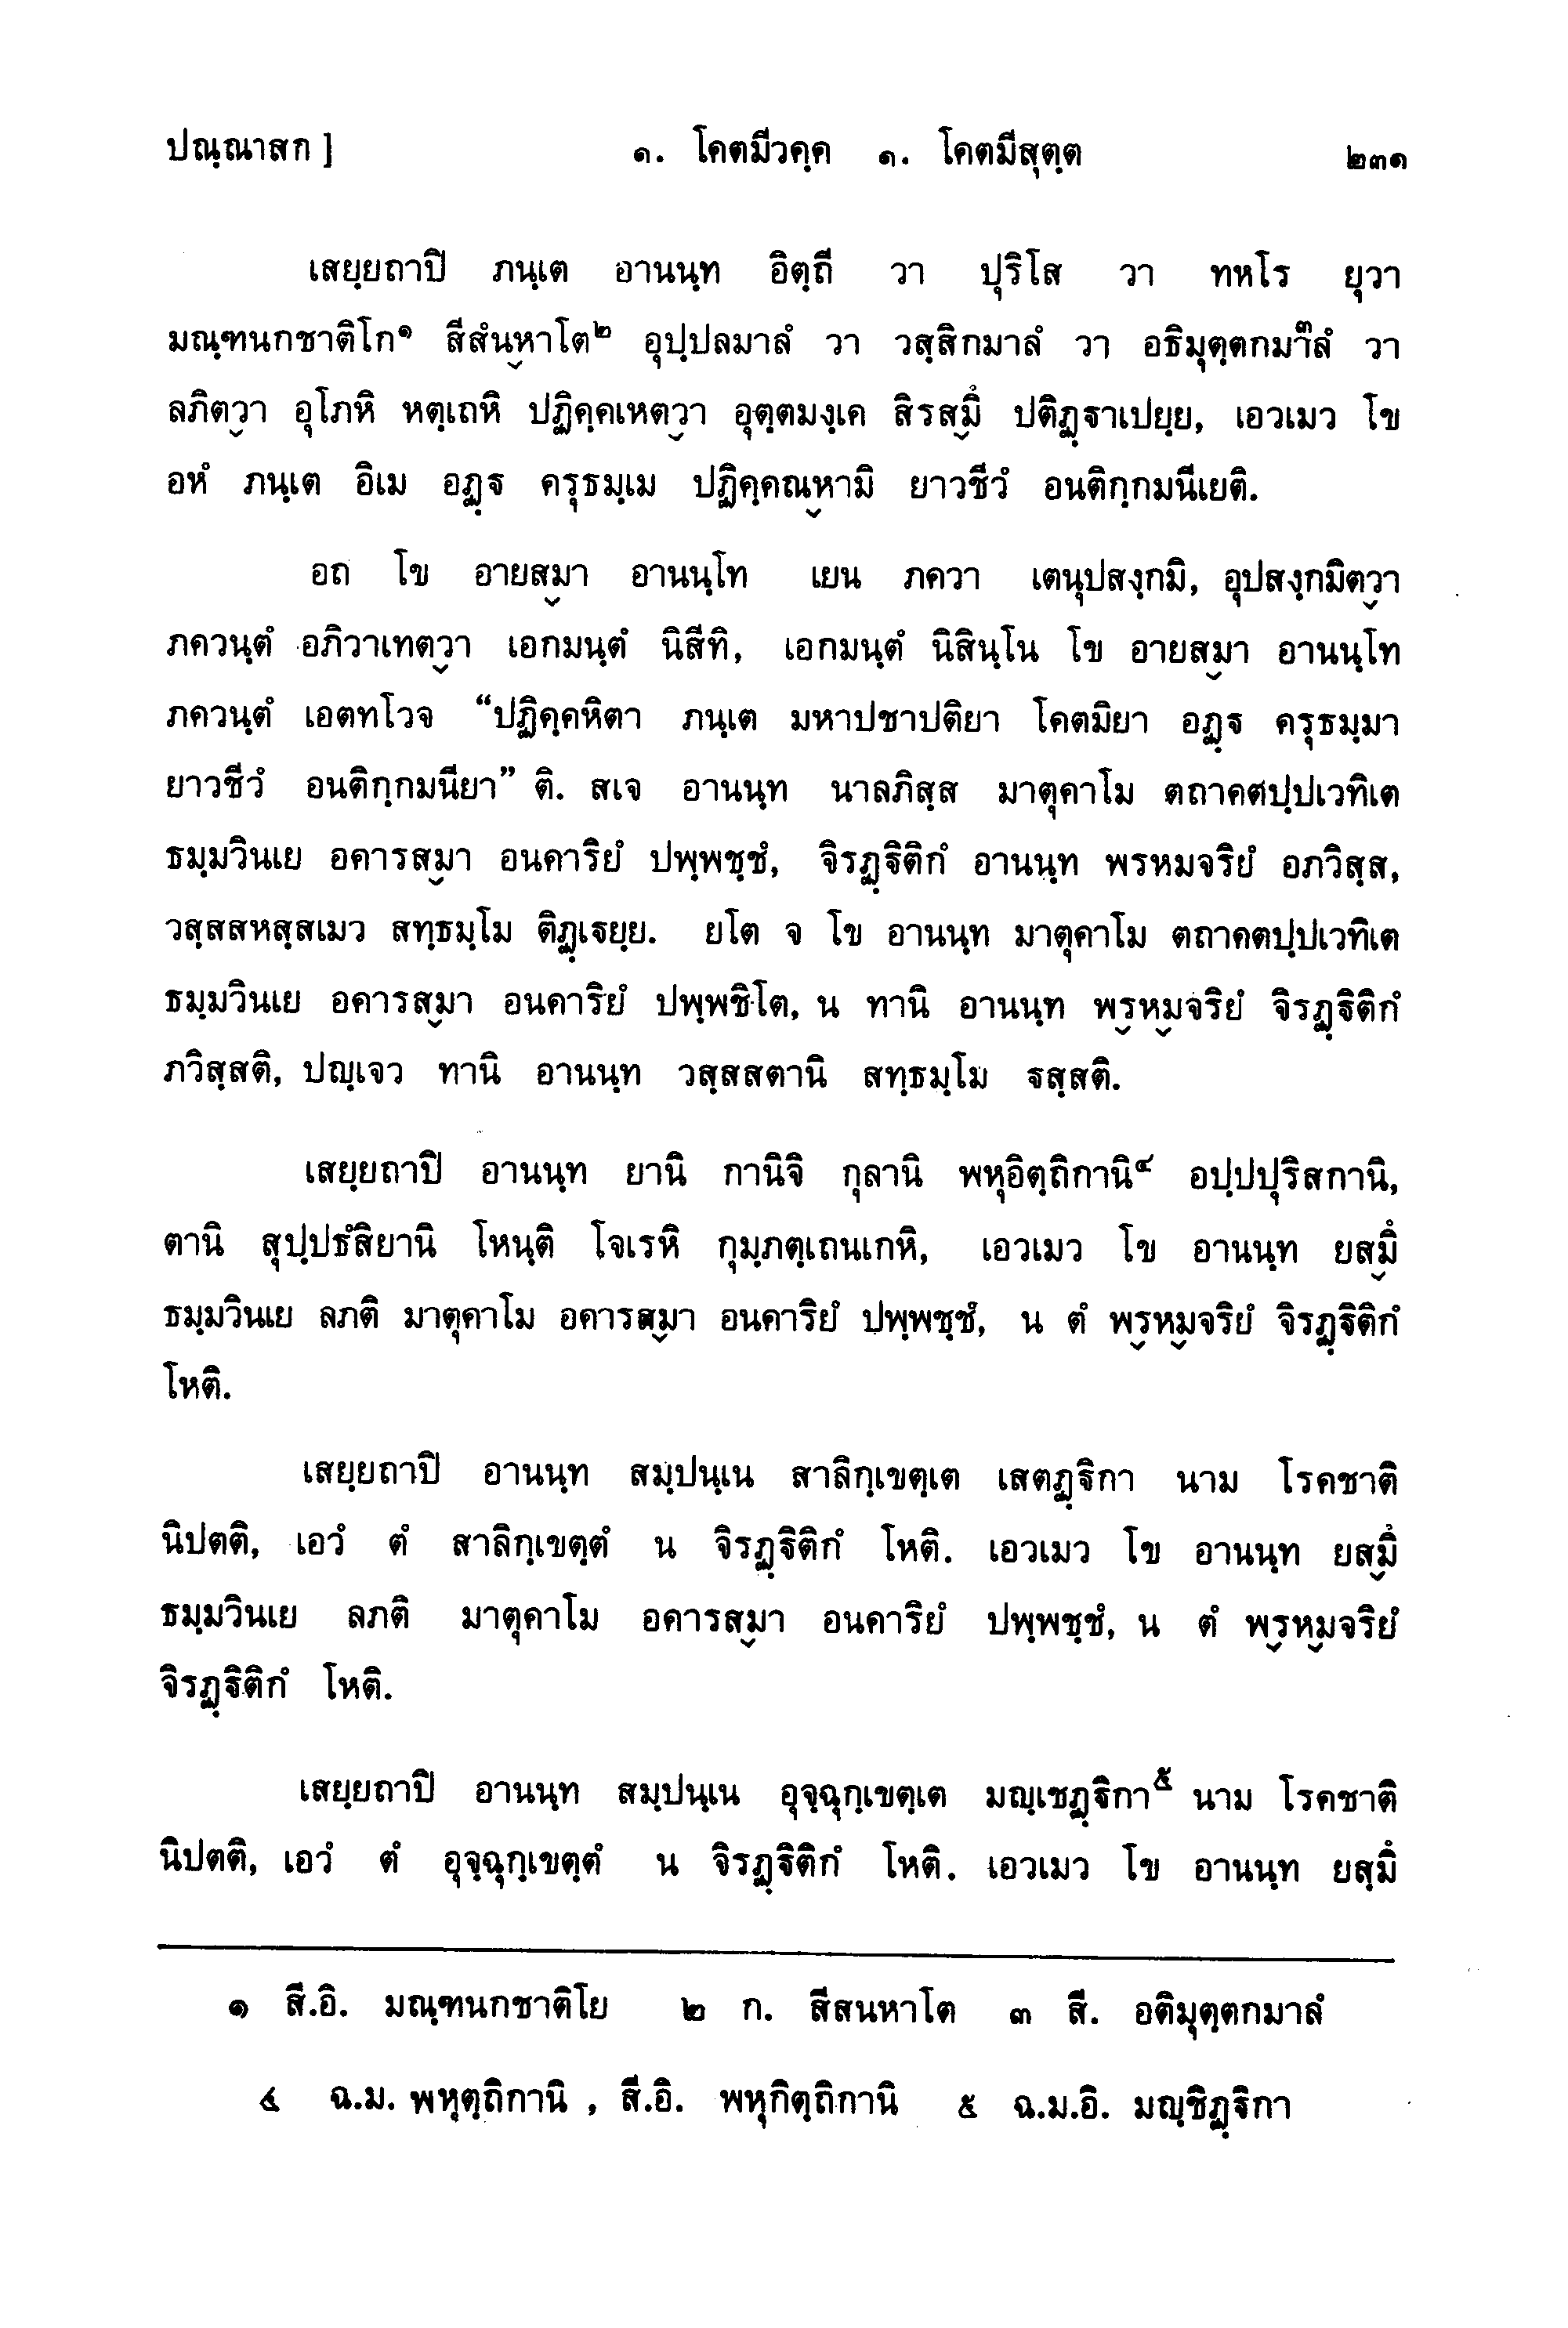 ปณฺณาสก ] ๑. โคตมีวคฺค ๑. โคตมีสุตฺต ๒๓๑
เสยฺยถาปิ ภนฺเต อานนฺท อิตฺถี วา ปุริโส วา ทหโร ยุวา
มณฺฑนกชาติโก๑ สีสํนฺหาโต๒ อุปฺปลมาลํ วา วสฺสิกมาลํ วา อธิมุตฺตกมาลํ๓ วา
ลภิตฺวา อุโภหิ หตฺเถหิ ปฏิคฺคเหตฺวา อุตฺตมงฺเค สิรสฺมึ ปติฏฺฐาเปยฺย, เอวเมว โข
อหํ ภนฺเต อิเม อฏฺฐ ครุธมฺเม ปฏิคฺคณฺหามิ ยาวชีวํ อนติกฺกมนีเยติ.
อถ โข อายสฺมา อานนฺโท เยน ภควา เตนุปสงฺกมิ, อุปสงฺกมิตฺวา
ภควนฺตํ อภิวาเทตฺวา เอกมนฺตํ นิสีทิ, เอกมนฺตํ นิสินฺโน โข อายสฺมา อานนฺโท
ภควนฺตํ เอตทโวจ “ปฏิคฺคหิตา ภนฺเต มหาปชาปติยา โคตมิยา อฏฺฐ ครุธมฺมา
ยาวชีวํ อนติกฺกมนียา” ติ. สเจ อานนฺท นาลภิสฺส มาตุคาโม ตถาคตปฺปเวทิเต
ธมฺมวินเย อคารสฺมา อนคาริยํ ปพฺพชฺชํ, จิรฏฺฐิติกํ อานนฺท พรหมจริยํ อภวิสฺส,
วสฺสสหสฺสเมว สทฺธมฺโม ติฏฺเฐยฺย. ยโต จ โข อานนฺท มาตุคาโม ตถาคตปฺปเวทิเต
ธมฺมวินเย อคารสฺมา อนคาริยํ ปพฺพชิโต, น ทานิ อานนฺท พฺรหฺมจริยํ จิรฏฺฐิติกํ
ภวิสฺสติ, ปญฺเจว ทานิ อานนฺท วสฺสสตานิ สทฺธมฺโม ฐสฺสติ.
เสยฺยถาปิ อานนฺท ยานิ กานิจิ กุลานิ พหุอิตฺถิกานิ๔ อปฺปปุริสกานิ,
ตานิ สุปฺปธํสิยานิ โหนฺติ โจเรหิ กุมฺภตฺเถนเกหิ, เอวเมว โข อานนฺท ยสฺมึ
ธมฺมวินเย ลภติ มาตุคาโม อคารสฺมา อนคาริยํ ปพฺพชฺชํ, น ตํ พฺรหฺมจริยํ จิรฏฺฐิติกํ
โหติ.
เสยฺยถาปิ อานนฺท สมฺปนฺเน สาลิกฺเขตฺเต เสตฏฺฐิกา นาม โรคชาติ
นิปตติ, เอวํ ตํ สาลิกฺเขตฺตํ น จิรฏฺฐิติกํ โหติ. เอวเมว โข อานนฺท ยสฺมึ
ธมฺมวินเย ลภติ มาตุคาโม อคารสฺมา อนคาริยํ ปพฺพชฺชํ, น ตํ พฺรหฺมจริยํ
จิรฏฺฐิติกํ โหติ.
เสยฺยถาปิ อานนฺท สมฺปนฺเน อุจฺฉุกฺเขตฺเต มญฺเชฏฺฐิกา๕ นาม โรคชาติ
นิปตติ, เอวํ ตํ อุจฺฉุกฺเขตฺตํ น จิรฏฺฐิติกํ โหติ. เอวเมว โข อานนฺท ยสฺมึ
๑ สี.อิ. มณฺฑนกชาติโย ๒ ก. สีสนหาโต ๓ สี. อติมุตฺตกมาลํ
๔ ฉ.ม. พหุตฺถิกานิ , สี.อิ. พหุกิตฺถิกานิ ๕ ฉ.ม.อิ. มญฺชิฏฺฐิกา